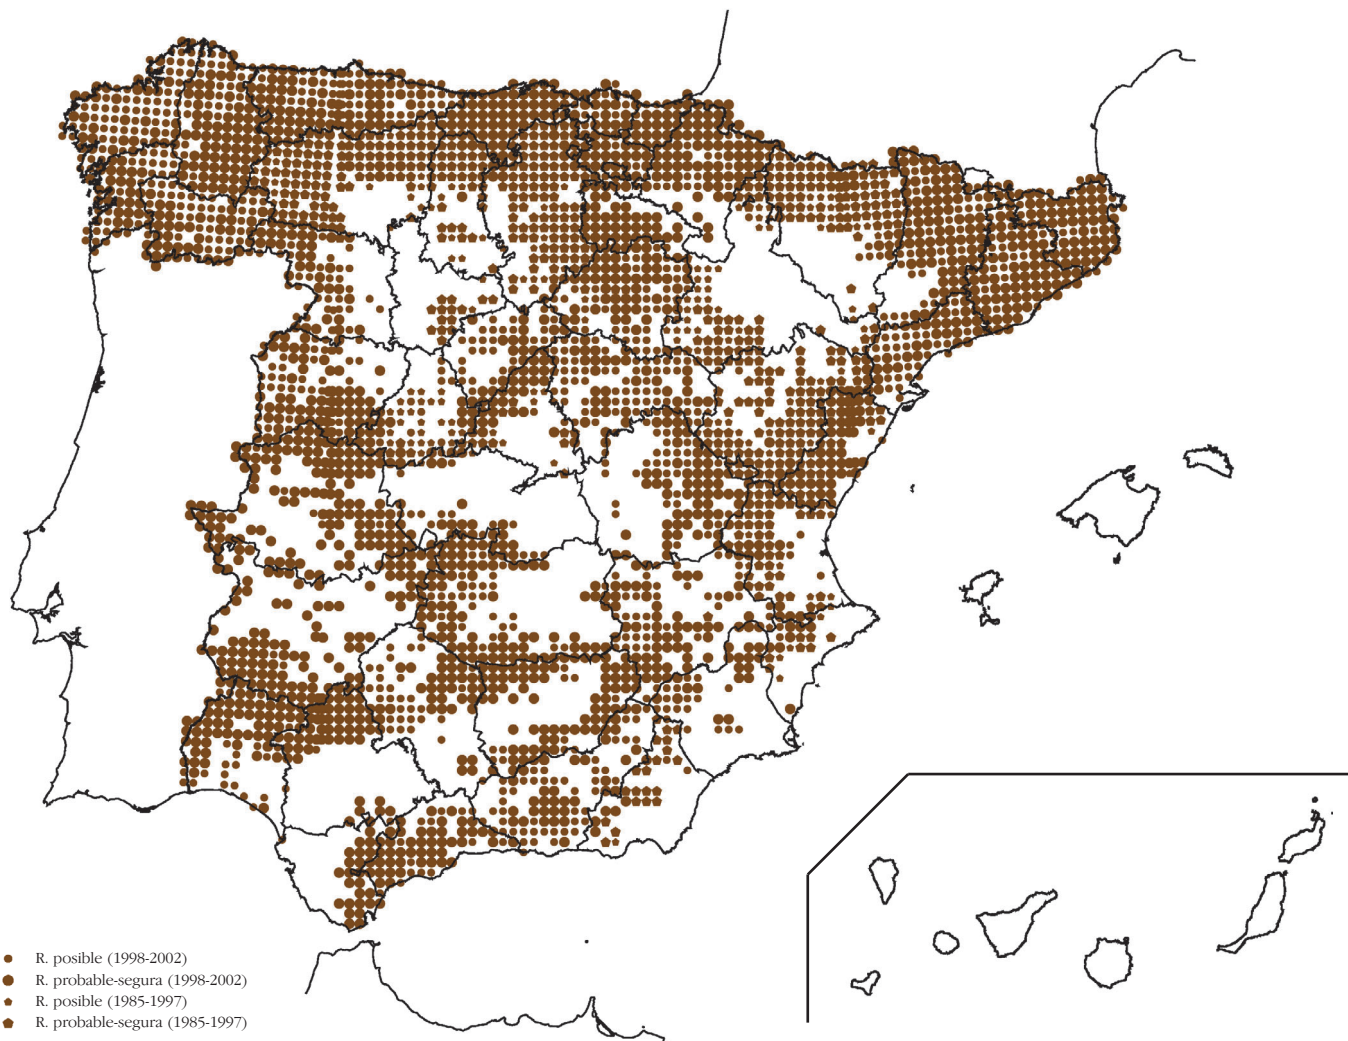 R. posible (1998-2002)
R. probable-segura (1998-2002)
R. posible (1985-1997)
R. probable-segura (1985-1997)